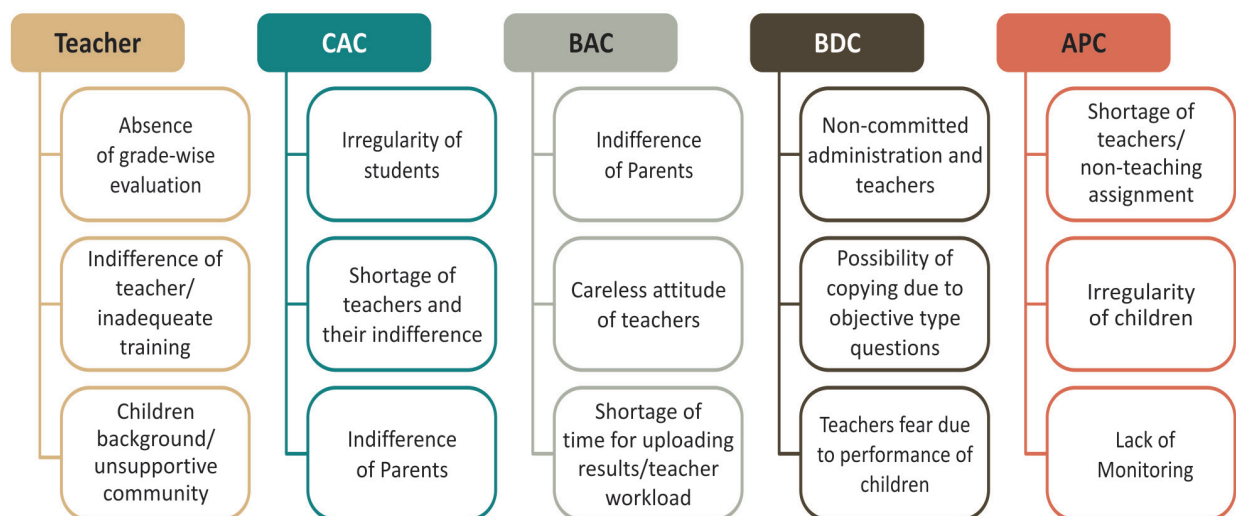 Teacher
Absence
of grade-wise
evaluation
Indifference of
teacher/
inadequeate
training
Children
background/
unsupportive
community
CAC
Irregularity of
students
Shortage of
teachers and
their indifference
Indifference
of Parents
BAC
Indifference
of Parents
Careless attitude
of teachers
Shortage of
time for uploading
results/teacher
workload
BDC
Non-committed
administration and
teachers
Possibility of
copying due to
objective type
questions
Teachers fear due
to performance of
children
APC
Shortage of
teachers/
non-teaching
assignment
Irregularity
of children
Lack of
Monitoring